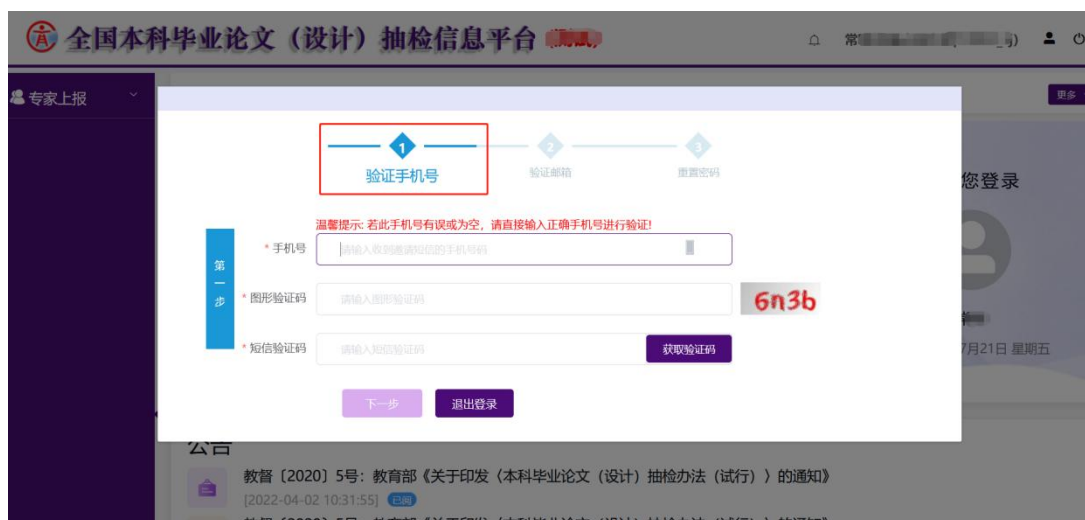 全国本科毕业论文（设计）抽检信息平台
常
专家上报
更多
1
2
3
验证手机号
验证邮箱
重置密码
您登录
温馨提示: 若此手机号有误或为空，请直接输入正确手机号进行验证!
第一步
* 手机号
请输入收到邀请短信的手机号码
* 图形验证码
请输入图形验证码
6n3b
* 短信验证码
请输入短信验证码
获取验证码
7月21日 星期五
下一步
退出登录
公告
教督〔2020〕5号：教育部《关于印发〈本科毕业论文（设计）抽检办法（试行）〉的通知》
[2022-04-02 10:31:55]
已阅